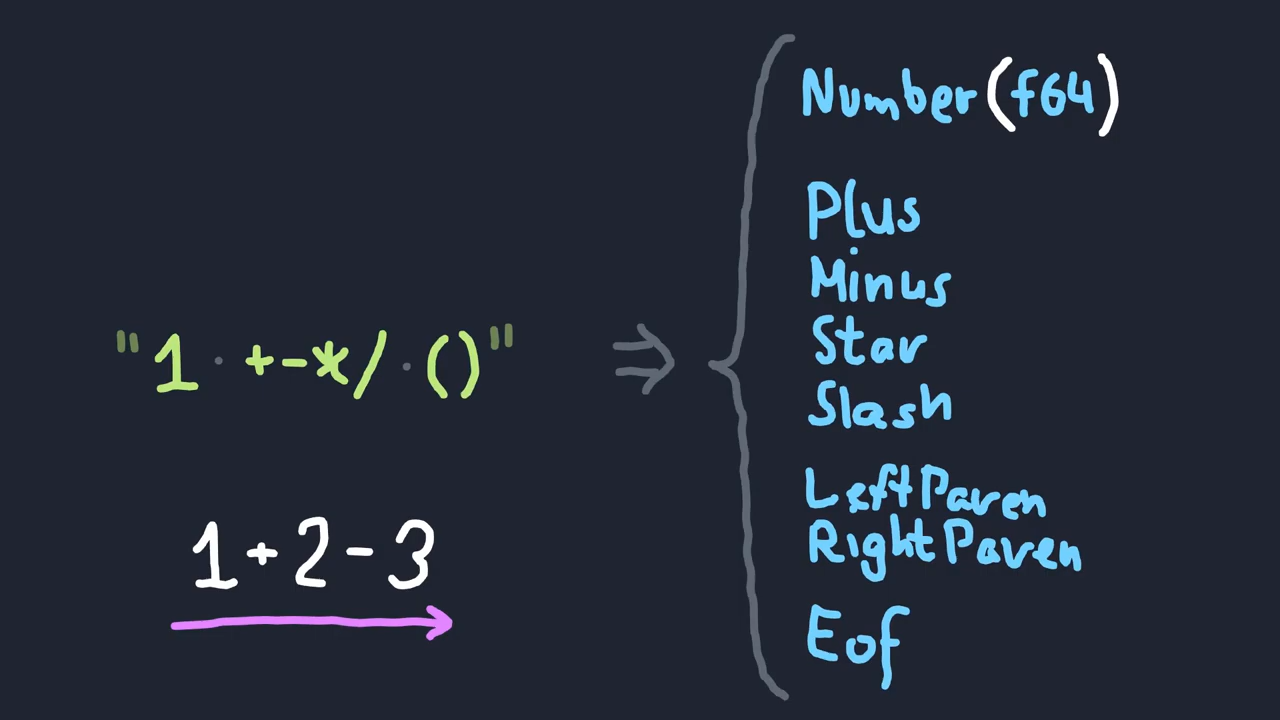 "1 · +-*/ · ()"
1+2-3
⇒
Number(f64)
Plus
Minus
Star
Slash
LeftParen
RightParen
Eof